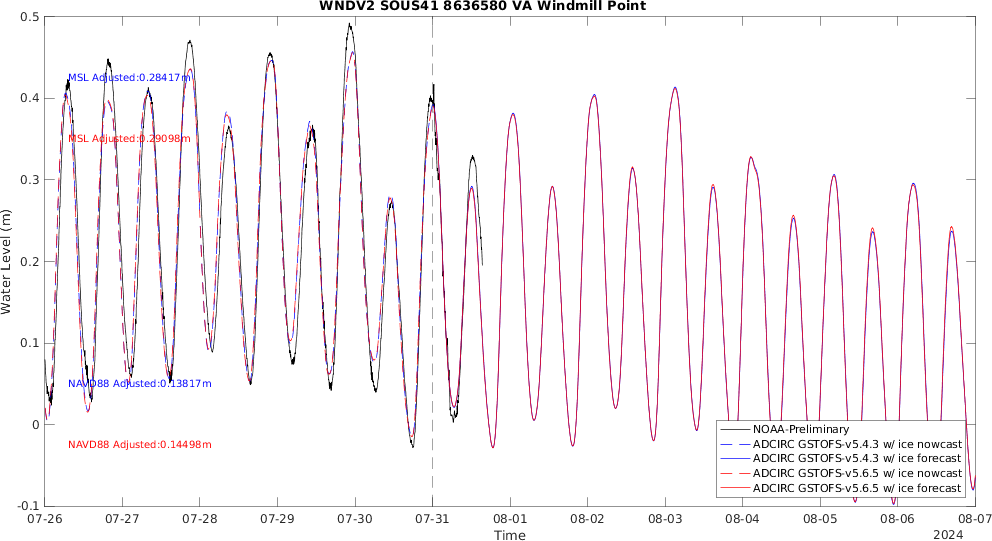 WNDV2 SOUS41 8636580 VA Windmill Point
0.5
0.4
0.3
0.2
0.1
0
-0.1
Water Level (m)
MSL Adjusted:0.28417m
MSL Adjusted:0.29098m
NAVD88 Adjusted:0.13817m
NAVD88 Adjusted:0.14498m
NOAA-Preliminary
ADCIRC GSTOFS-v5.4.3 w/ ice nowcast
ADCIRC GSTOFS-v5.4.3 w/ ice forecast
ADCIRC GSTOFS-v5.6.5 w/ ice nowcast
ADCIRC GSTOFS-v5.6.5 w/ ice forecast
07-26 07-27 07-28 07-29 07-30 07-31 08-01 08-02 08-03 08-04 08-05 08-06 08-07
Time
2024